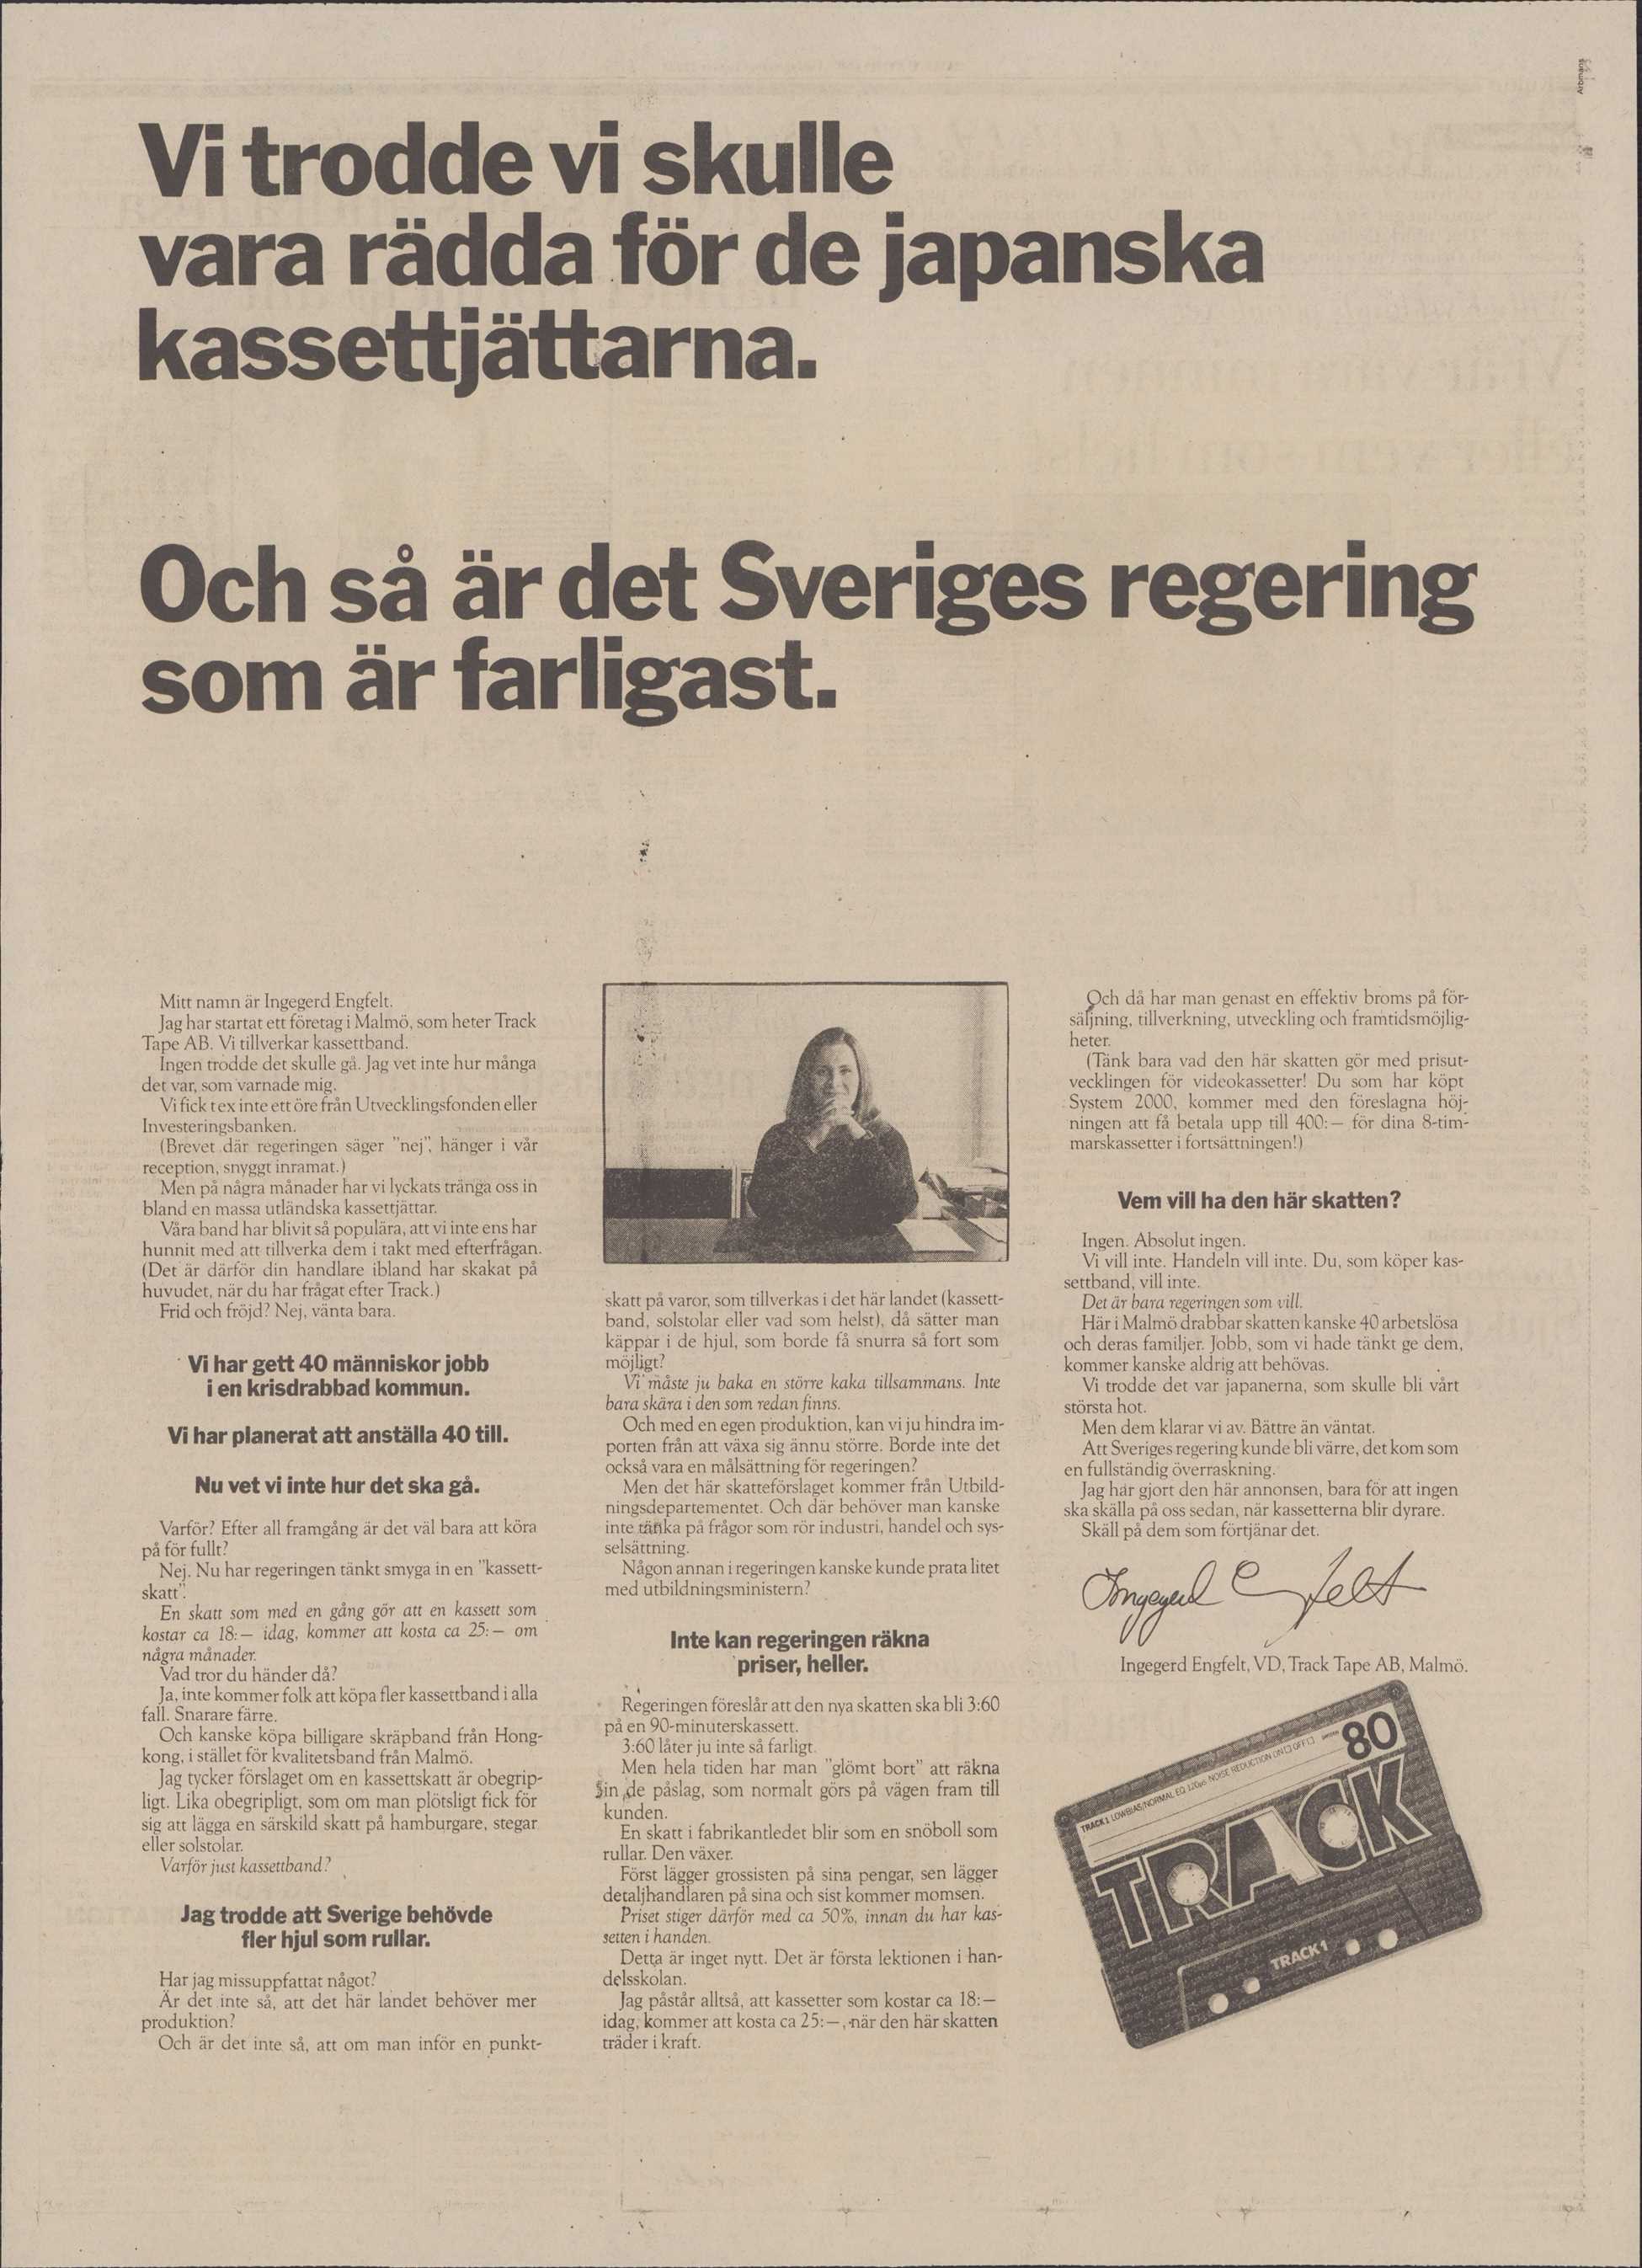 Arbmans
Vi trodde vi skulle
vara rädda för de japanska
kassettjättarna.
Och så är det Sveriges regering
som är farligast.
Mitt namn är Ingegerd Engfelt.
Jag har startat ett företag i Malmö, som heter Track
Tape AB. Vi tillverkar kassettband.
Ingen trodde det skulle gå. Jag vet inte hur många
det var, som varnade mig.
Vi fick t ex inte ett öre från Utvecklingsfonden eller
Investeringsbanken.
(Brevet där regeringen säger "nej", hänger i vår
reception, snyggt inramat.)
Men på några månader har vi lyckats tränga oss in
bland en massa utländska kassettjättar.
Våra band har blivit så populära, att vi inte ens har
hunnit med att tillverka dem i takt med efterfrågan.
(Det är därför din handlare ibland har skakat på
huvudet, när du har frågat efter Track.)
Frid och fröjd? Nej, vänta bara.
Vi har gett 40 människor jobb
i en krisdrabbad kommun.
Vi har planerat att anställa 40 till.
Nu vet vi inte hur det ska gå.
Varför? Efter all framgång är det väl bara att köra
på för fullt?
Nej. Nu har regeringen tänkt smyga in en "kassett-
skatt".
En skatt som med en gång gör att en kassett som
kostar ca 18:— idag, kommer att kosta ca 25:— om
några månader.
Vad tror du händer då?
Ja, inte kommer folk att köpa fler kassettband i alla
fall. Snarare färre.
Och kanske köpa billigare skräpband från Hong-
kong, i stället för kvalitetsband från Malmö.
Jag tycker förslaget om en kassettskatt är obegrip-
ligt. Lika obegripligt, som om man plötsligt fick för
sig att lägga en särskild skatt på hamburgare, stegar
eller solstolar.
Varför just kassettband?
Jag trodde att Sverige behövde
fler hjul som rullar.
Har jag missuppfattat något?
Är det inte så, att det här landet behöver mer
produktion?
Och är det inte så, att om man inför en punkt-
skatt på varor, som tillverkas i det här landet (kassett-
band, solstolar eller vad som helst), då sätter man
käppar i de hjul, som borde få snurra så fort som
möjligt?
Vi måste ju baka en större kaka tillsammans. Inte
bara skära i den som redan finns.
Och med en egen produktion, kan vi ju hindra im-
porten från att växa sig ännu större. Borde inte det
också vara en målsättning för regeringen?
Men det här skatteförslaget kommer från Utbild-
ningsdepartementet. Och där behöver man kanske
inte tänka på frågor som rör industri, handel och sys-
selsättning.
Någon annan i regeringen kanske kunde prata litet
med utbildningsministern?
Inte kan regeringen räkna
priser, heller.
Regeringen föreslår att den nya skatten ska bli 3:60
på en 90-minuterskassett.
3:60 låter ju inte så farligt.
Men hela tiden har man "glömt bort" att räkna
in de påslag, som normalt görs på vägen fram till
kunden.
En skatt i fabrikantledet blir som en snöboll som
rullar. Den växer.
Först lägger grossisten på sina pengar, sen lägger
detaljhandlaren på sina och sist kommer momsen.
Priset stiger därför med ca 50%, innan du har kas-
setten i handen.
Detta är inget nytt. Det är första lektionen i han-
delsskolan.
Jag påstår alltså, att kassetter som kostar ca 18:—
idag, kommer att kosta ca 25:—, när den här skatten
träder i kraft.
Och då har man genast en effektiv broms på för-
säljning, tillverkning, utveckling och framtidsmöjlig-
heter.
(Tänk bara vad den här skatten gör med prisut-
vecklingen för videokassetter! Du som har köpt
System 2000, kommer med den föreslagna höj-
ningen att få betala upp till 400:— för dina 8-tim-
marskassetter i fortsättningen!)
Vem vill ha den här skatten?
Ingen. Absolut ingen.
Vi vill inte. Handeln vill inte. Du, som köper kas-
settband, vill inte.
Det är bara regeringen som vill.
Här i Malmö drabbar skatten kanske 40 arbetslösa
och deras familjer. Jobb, som vi hade tänkt ge dem,
kommer kanske aldrig att behövas.
Vi trodde det var japanerna, som skulle bli vårt
största hot.
Men dem klarar vi av. Bättre än väntat.
Att Sveriges regering kunde bli värre, det kom som
en fullständig överraskning.
Jag har gjort den här annonsen, bara för att ingen
ska skälla på oss sedan, när kassetterna blir dyrare.
Skäll på dem som förtjänar det.
Ingegerd Engfelt
Ingegerd Engfelt, VD, Track Tape AB, Malmö.
80
TRACK 1 LOWBIAS/NORMAL EQ 120µs NOISE REDUCTION ON OFF
TRACK
TRACK 1